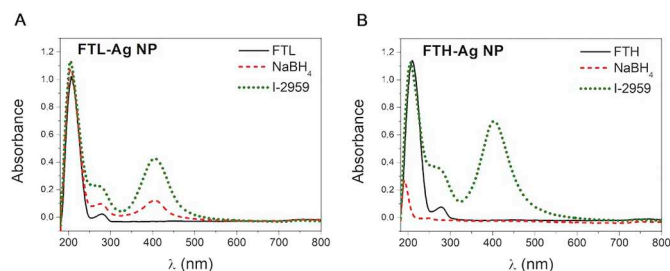 A
FTL-Ag NP
FTL
NaBH4
I-2959
Absorbance
1.2
1.0
0.8
0.6
0.4
0.2
0.0
200 300 400 500 600 700 800
λ (nm)
B
FTH-Ag NP
FTH
NaBH4
I-2959
Absorbance
1.2
1.0
0.8
0.6
0.4
0.2
0.0
200 300 400 500 600 700 800
λ (nm)